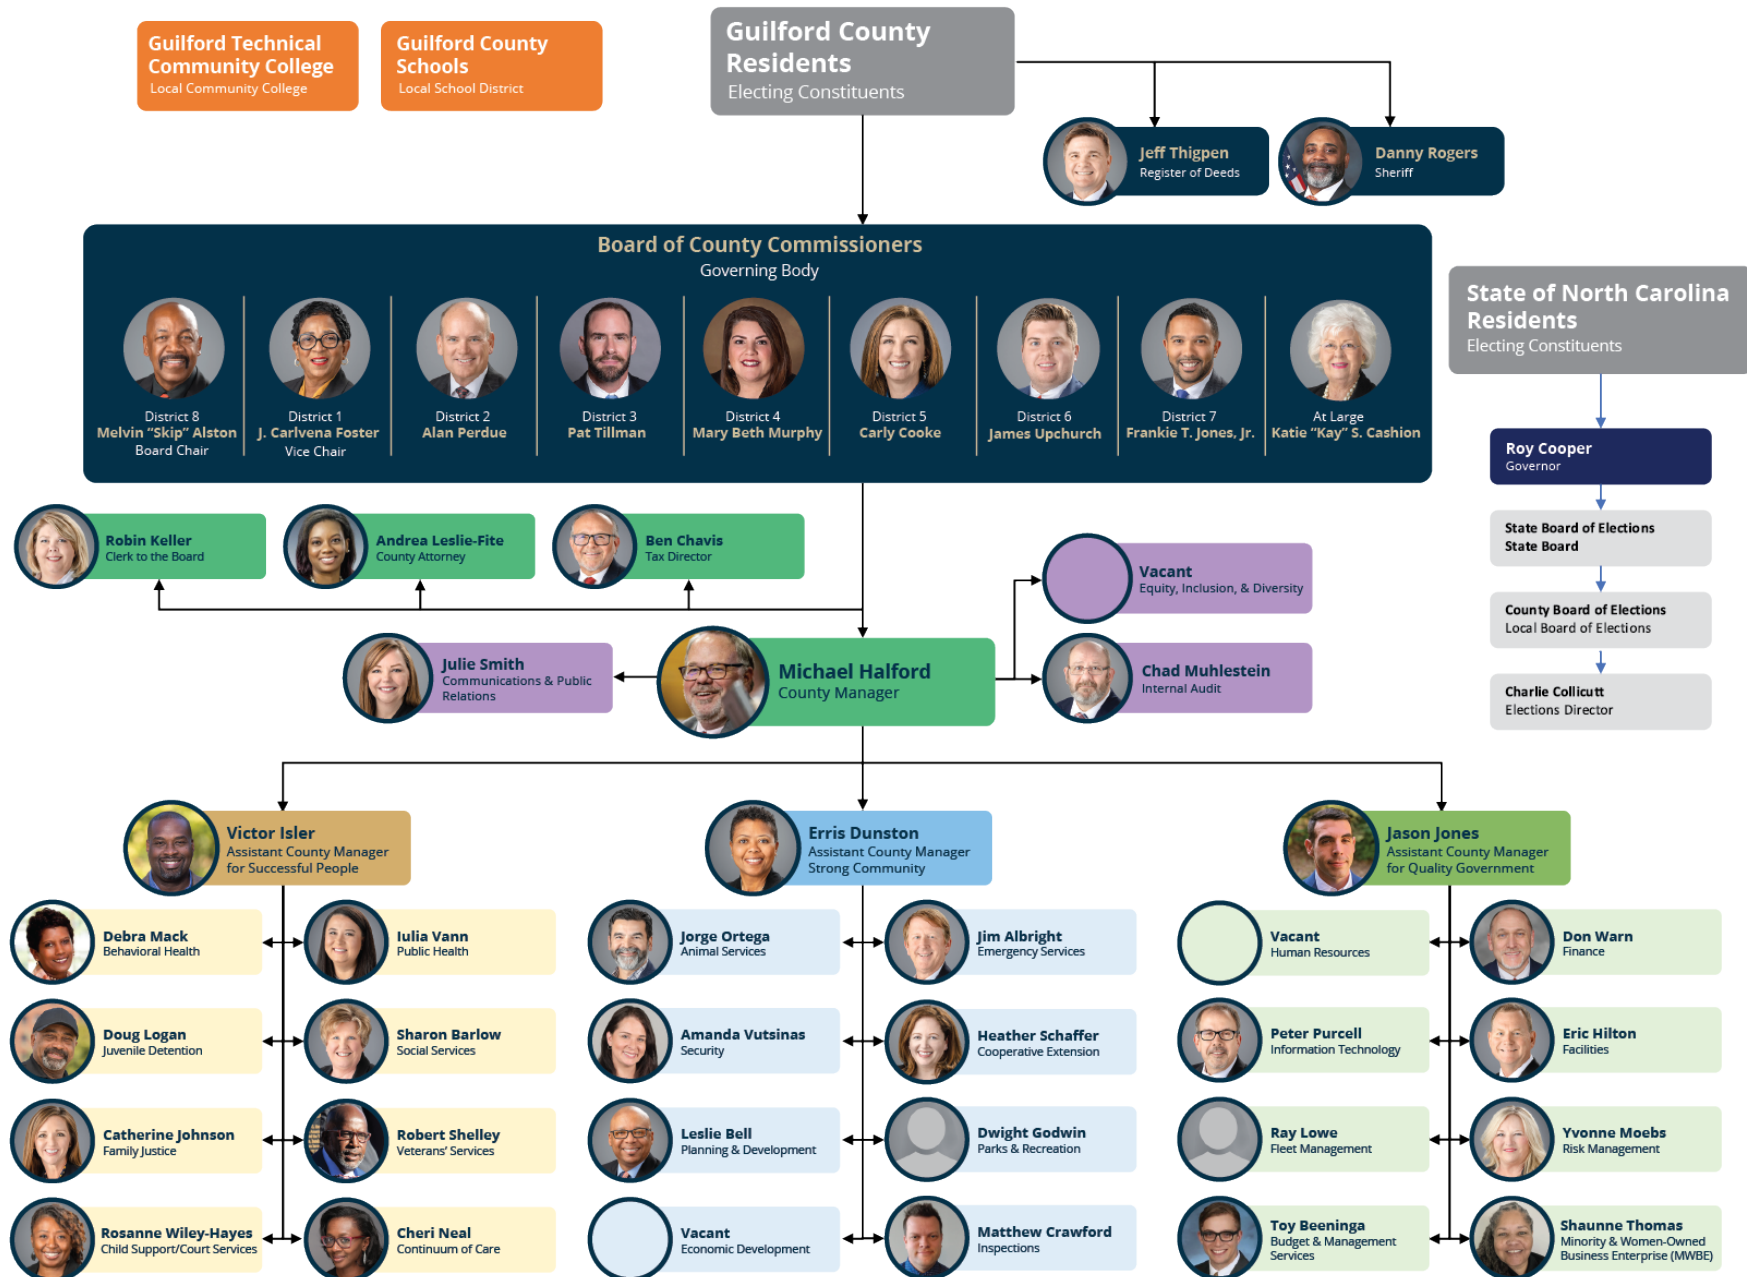 Guilford Technical
Community College
Local Community College
Guilford County
Schools
Local School District
Guilford County
Residents
Electing Constituents
Jeff Thigpen
Register of Deeds
Danny Rogers
Sheriff
Board of County Commissioners
Governing Body
District 8
Melvin “Skip” Alston
Board Chair
District 1
J. Carlvena Foster
Vice Chair
District 2
Alan Perdue
District 3
Pat Tillman
District 4
Mary Beth Murphy
District 5
Carly Cooke
District 6
James Upchurch
District 7
Frankie T. Jones, Jr.
At Large
Katie “Kay” S. Cashion
State of North Carolina
Residents
Electing Constituents
Roy Cooper
Governor
State Board of Elections
State Board
County Board of Elections
Local Board of Elections
Charlie Collicutt
Elections Director
Robin Keller
Clerk to the Board
Andrea Leslie-Fite
County Attorney
Ben Chavis
Tax Director
Vacant
Equity, Inclusion, & Diversity
Julie Smith
Communications & Public
Relations
Michael Halford
County Manager
Chad Muhlestein
Internal Audit
Victor Isler
Assistant County Manager
for Successful People
Erris Dunston
Assistant County Manager
Strong Community
Jason Jones
Assistant County Manager
for Quality Government
Debra Mack
Behavioral Health
Iulia Vann
Public Health
Doug Logan
Juvenile Detention
Sharon Barlow
Social Services
Catherine Johnson
Family Justice
Robert Shelley
Veterans’ Services
Rosanne Wiley-Hayes
Child Support/Court Services
Cheri Neal
Continuum of Care
Jorge Ortega
Animal Services
Jim Albright
Emergency Services
Amanda Vutsinas
Security
Heather Schaffer
Cooperative Extension
Leslie Bell
Planning & Development
Dwight Godwin
Parks & Recreation
Vacant
Economic Development
Matthew Crawford
Inspections
Vacant
Human Resources
Don Warn
Finance
Peter Purcell
Information Technology
Eric Hilton
Facilities
Ray Lowe
Fleet Management
Yvonne Moebs
Risk Management
Toy Beeninga
Budget & Management
Services
Shaunne Thomas
Minority & Women-Owned
Business Enterprise (MWBE)